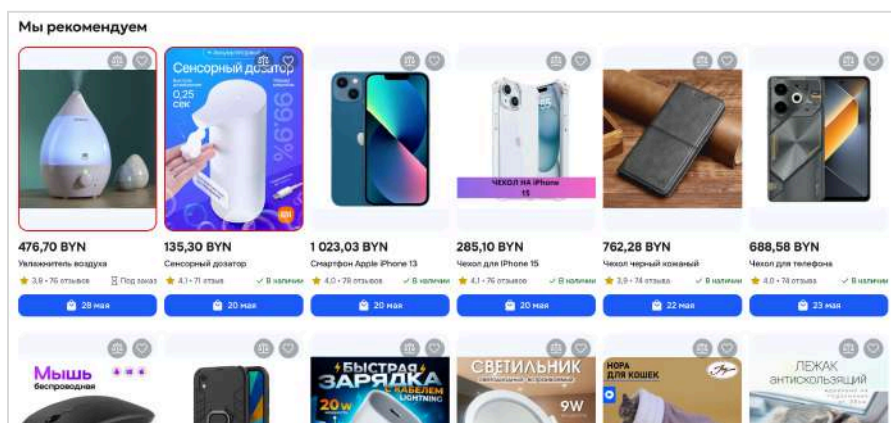 Мы рекомендуем
Сенсорный дозатор
0,25
сек
99.9%
ЧЕХОЛ НА iPhone
15
476,70 BYN
135,30 BYN
1 023,03 BYN
285,10 BYN
762,28 BYN
688,58 BYN
Увлажнитель воздуха
Сенсорный дозатор
Смартфон Apple iPhone 13
Чехол для IPhone 15
Чехол черный кожаный
Чехол для телефона
3,8 • 76 отзывов
Под заказ
4,1 • 71 отзыв
В наличии
4,0 • 78 отзывов
В наличии
4,1 • 76 отзывов
В наличии
3,9 • 74 отзыва
В наличии
4,0 • 74 отзыва
В наличии
28 мая
20 мая
20 мая
20 мая
22 мая
23 мая
Мышь
беспроводная
БЫСТРАЯ
ЗАРЯДКА
С КАБЕЛЕМ
LIGHTNING
20w
СВЕТИЛЬНИК
9W
НОРА
ДЛЯ КОШЕК
ЛЕЖАК
антискользящий